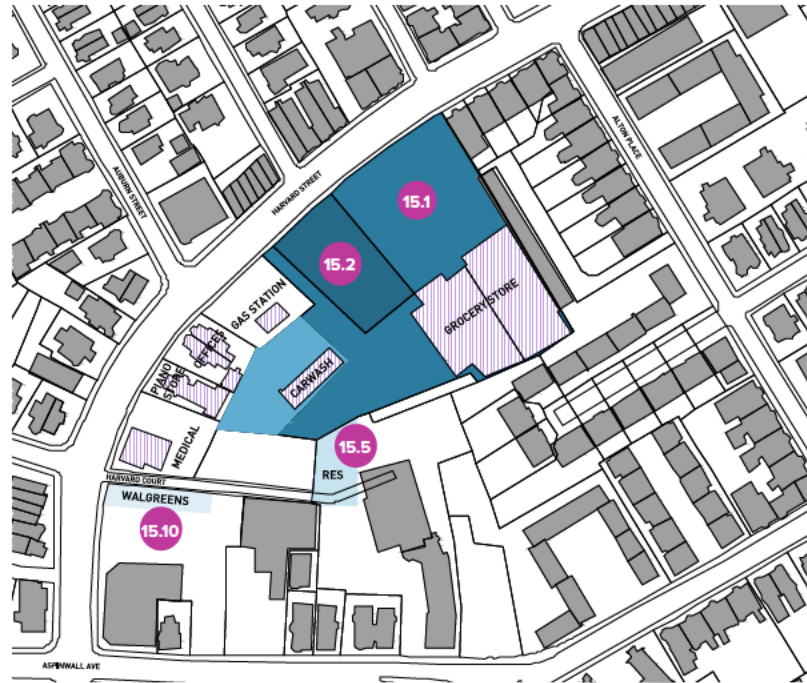 ALTON PLACE
AUBURN STREET
HARVARD STREET
15.1
15.2
GAS STATION
GROCERY STORE
OFFICES
PIANO
STORE
CARWASH
MEDICAL
15.5
RES
HARVARD COURT
WALGREENS
15.10
ASPINWALL AVE